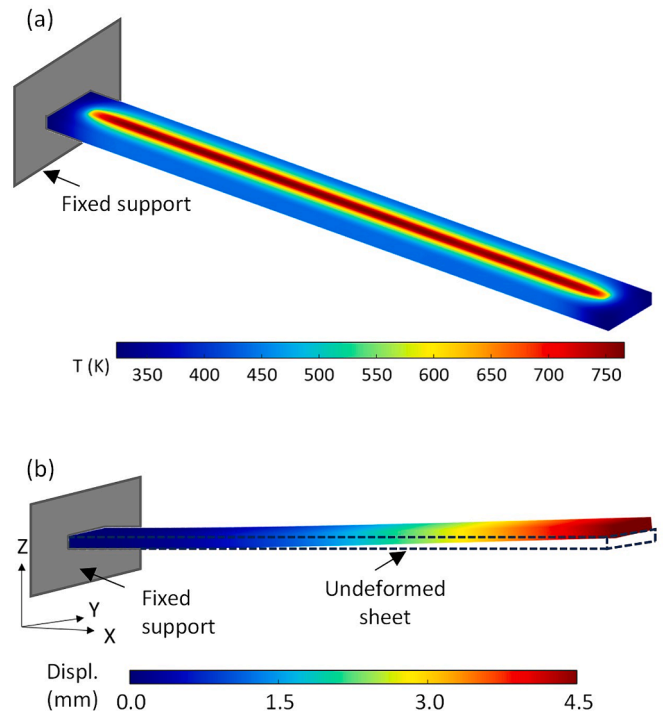 (a)
Fixed support
T (K)
350 400 450 500 550 600 650 700 750
(b)
Z
Y
X
Fixed
support
Undeformed
sheet
Displ.
(mm)
0.0 1.5 3.0 4.5